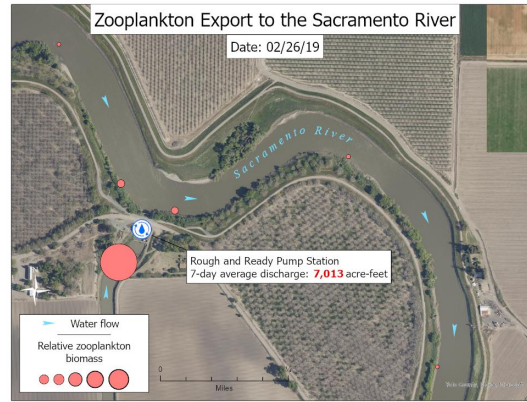 Zooplankton Export to the Sacramento River
Date: 02/26/19
Sacramento River
Rough and Ready Pump Station
7-day average discharge: 7,013 acre-feet
Water flow
Relative zooplankton
biomass
0
Miles